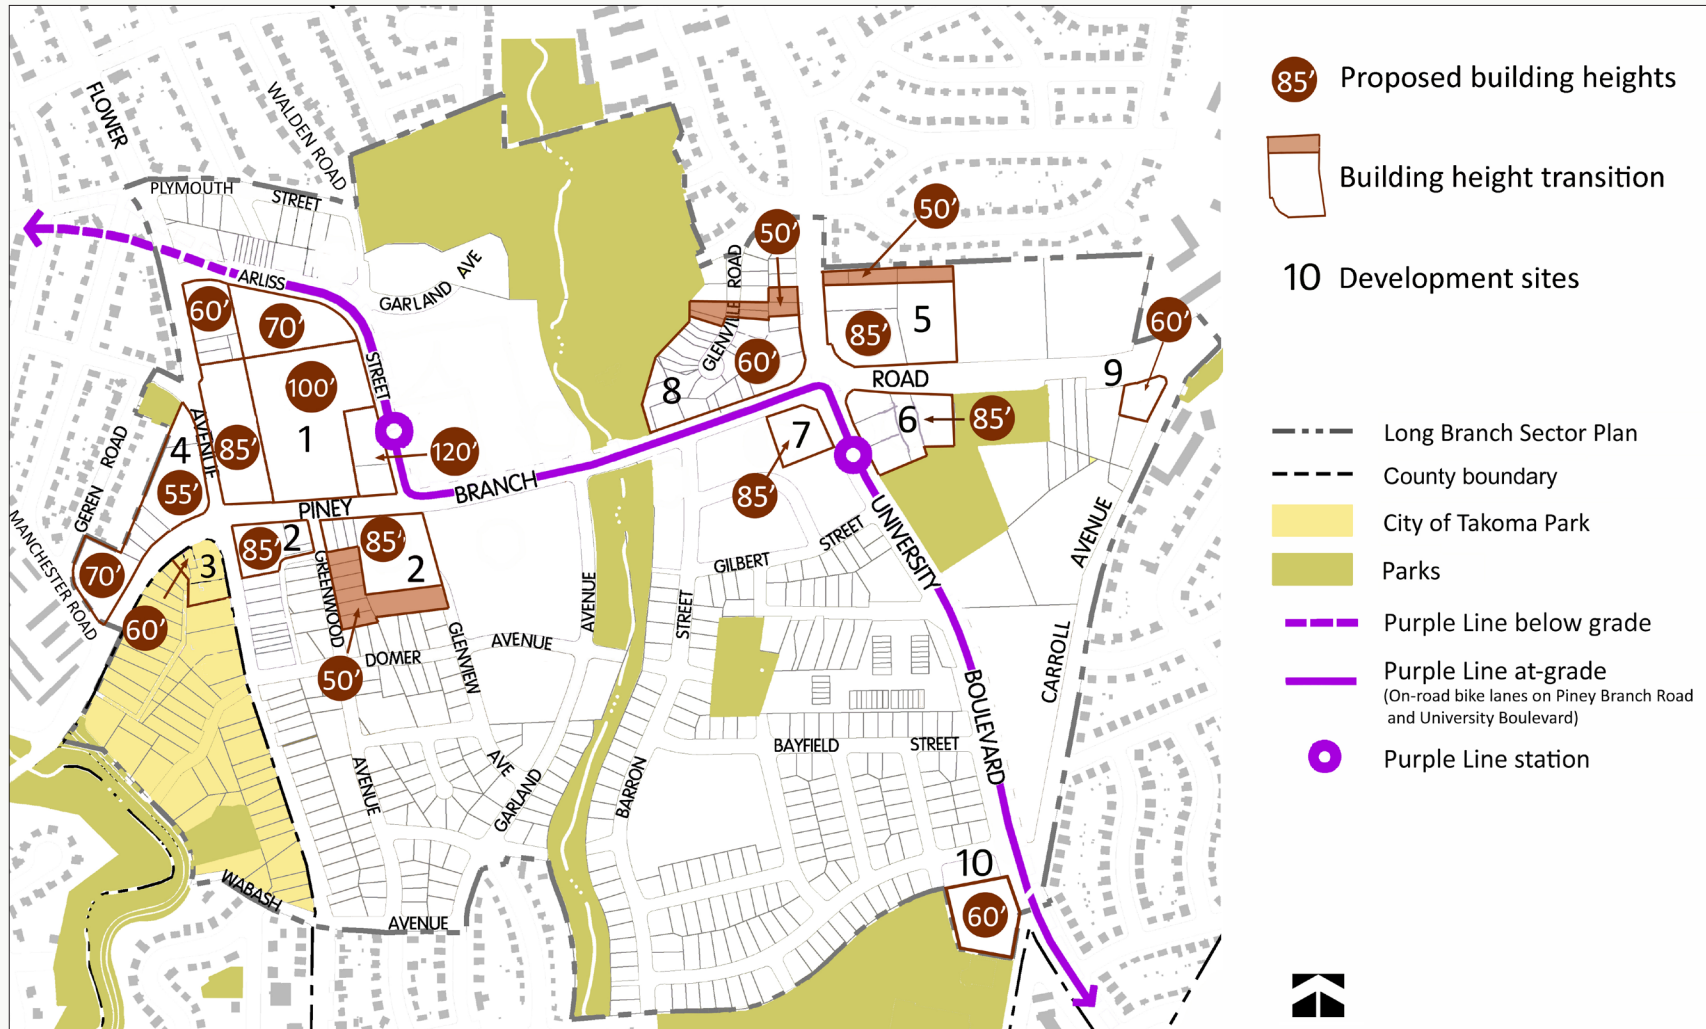 FLOWER
WALDEN ROAD
PLYMOUTH
STREET
ARLISS
STREET
GARLAND AVE
GLENVILLE ROAD
50’
50’
60’
70’
100’
1
85’
120’
AVENUE
4
55’
GEREN ROAD
MANCHESTER ROAD
70’
3
60’
PINEY
BRANCH
ROAD
85’
2
85’
2
GREENWOOD
50’
DOMER
AVENUE
GLENVIEW
AVENUE
8
60’
85’
5
6
85’
7
85’
9
60’
UNIVERSITY
BOULEVARD
GILBERT
STREET
STREET
CARROLL
AVENUE
BAYFIELD
STREET
AVENUE
AVE
GARLAND
BARRON
WABASH
AVENUE
10
60’
85’ Proposed building heights
Building height transition
10 Development sites
Long Branch Sector Plan
County boundary
City of Takoma Park
Parks
Purple Line below grade
Purple Line at-grade
(On-road bike lanes on Piney Branch Road
and University Boulevard)
Purple Line station